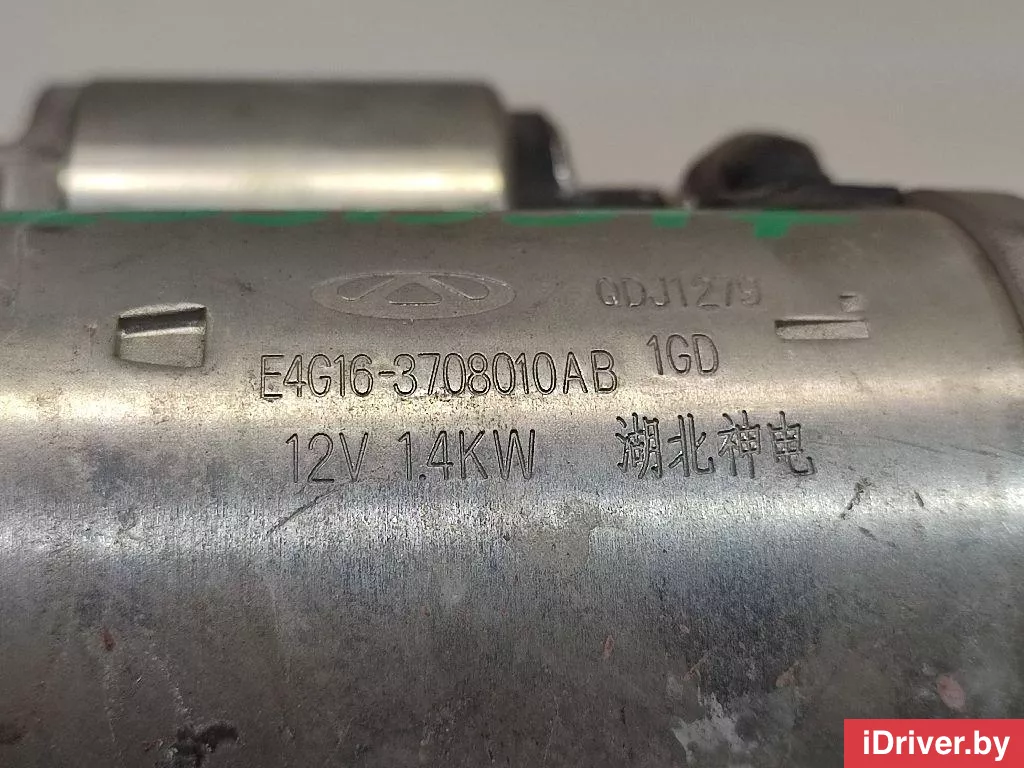 QDJ1279
E4G16-3708010AB 1GD
12V 1.4KW 湖北神电
iDriver.by